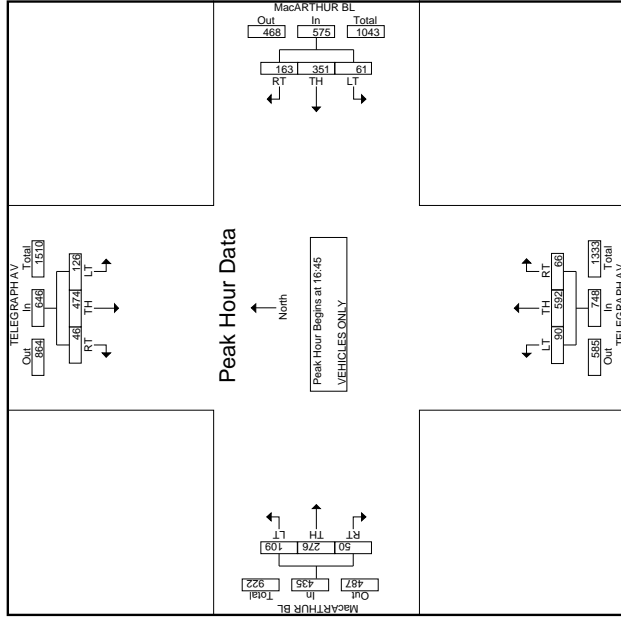 MacARTHUR BL
Out In Total
468 575 1043
163 351 61
RT TH LT
TELEGRAPH AV
Out In Total
864 646 1510
46 474 126
RT TH LT
Peak Hour Data
North
Peak Hour Begins at 16:45
VEHICLES ONLY
LT TH RT
90 592 66
585 748 1333
Out In Total
TELEGRAPH AV
RT TH LT
50 276 109
487 435 922
Out In Total
MacARTHUR BL